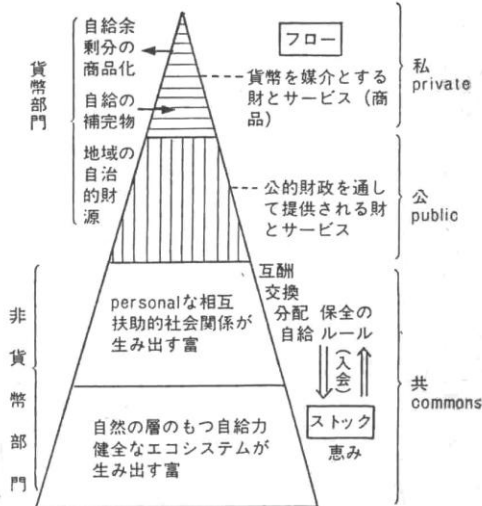 自給余
剰分の
商品化
自給の
補完物
地域の
自治
的財
源
貨幣部門
フロー
貨幣を媒介とする
財とサービス（商
品）
私
private
公的財政を通し
て提供される財
とサービス
公
public
互酬
交換
分配 保全の
自給 ルール
（入会）
ストック
恵み
共
commons
personalな相互
扶助的社会関係が
生み出す富
自然の層のもつ自給力
健全なエコシステムが
生み出す富
非貨幣部門